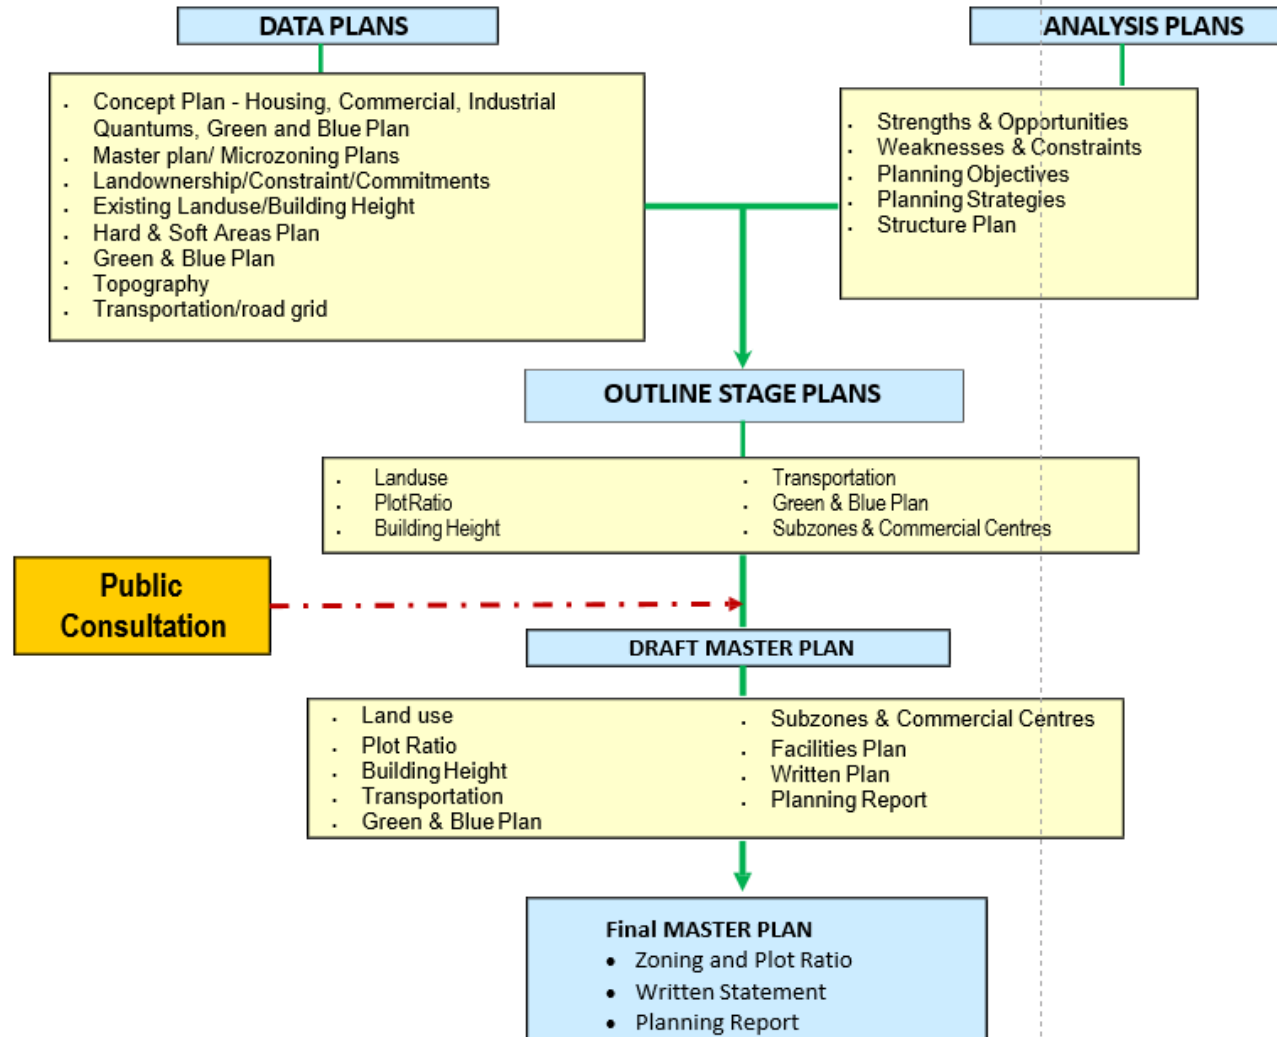 DATA PLANS
ANALYSIS PLANS
Concept Plan - Housing, Commercial, Industrial
Quantums, Green and Blue Plan
Master plan/ Microzoning Plans
Landownership/Constraint/Commitments
Existing Landuse/Building Height
Hard & Soft Areas Plan
Green & Blue Plan
Topography
Transportation/road grid
Strengths & Opportunities
Weaknesses & Constraints
Planning Objectives
Planning Strategies
Structure Plan
OUTLINE STAGE PLANS
Landuse
PlotRatio
Building Height
Transportation
Green & Blue Plan
Subzones & Commercial Centres
Public
Consultation
DRAFT MASTER PLAN
Land use
Plot Ratio
Building Height
Transportation
Green & Blue Plan
Subzones & Commercial Centres
Facilities Plan
Written Plan
Planning Report
Final MASTER PLAN
Zoning and Plot Ratio
Written Statement
Planning Report